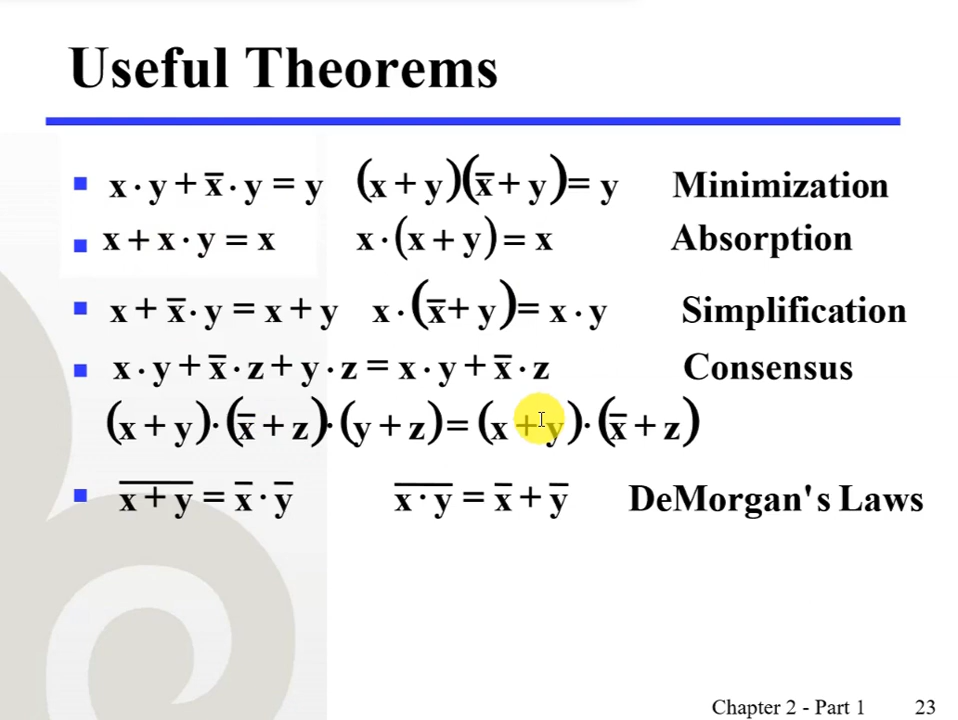 Useful Theorems
▪ x · y + x̅ · y = y (x + y)(x̅ + y) = y Minimization
▪ x + x · y = x x · (x + y) = x Absorption
▪ x + x̅ · y = x + y x · (x̅ + y) = x · y Simplification
▪ x · y + x̅ · z + y · z = x · y + x̅ · z Consensus
(x + y) · (x̅ + z) · (y + z) = (x + y) · (x̅ + z)
▪ x̅ ̅+̅ ̅y̅ = x̅ · y̅ x̅ ̅·̅ ̅y̅ = x̅ + y̅ DeMorgan's Laws
Chapter 2 - Part 1 23